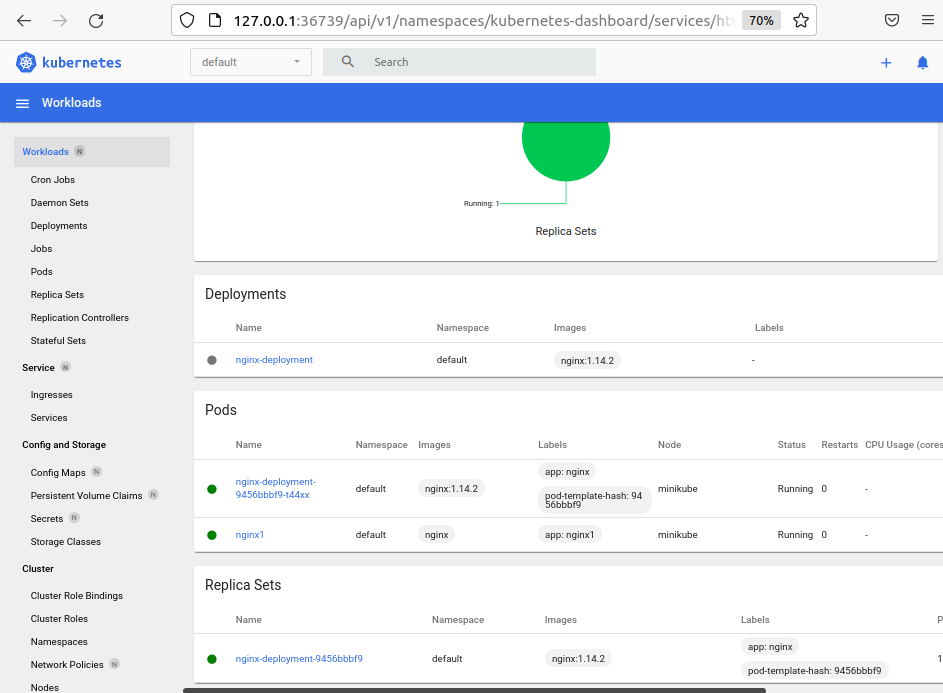 127.0.0.1:36739/api/v1/namespaces/kubernetes-dashboard/services/ht
70%
kubernetes
default
Search
Workloads
Workloads N
Cron Jobs
Daemon Sets
Deployments
Jobs
Pods
Replica Sets
Replication Controllers
Stateful Sets
Service N
Ingresses
Services
Config and Storage
Config Maps N
Persistent Volume Claims N
Secrets N
Storage Classes
Cluster
Cluster Role Bindings
Cluster Roles
Namespaces
Network Policies N
Nodes
Running: 1
Replica Sets
Deployments
Name Namespace Images Labels
nginx-deployment default nginx:1.14.2 -
Pods
Name Namespace Images Labels Node Status Restarts CPU Usage (cores
nginx-deployment-
9456bbbf9-t44xx
default
nginx:1.14.2
app: nginx
pod-template-hash: 94
56bbbf9
minikube
Running 0 -
nginx1 default nginx app: nginx1 minikube Running 0 -
Replica Sets
Name Namespace Images Labels P
nginx-deployment-9456bbbf9 default nginx:1.14.2
app: nginx
pod-template-hash: 9456bbbf9
1